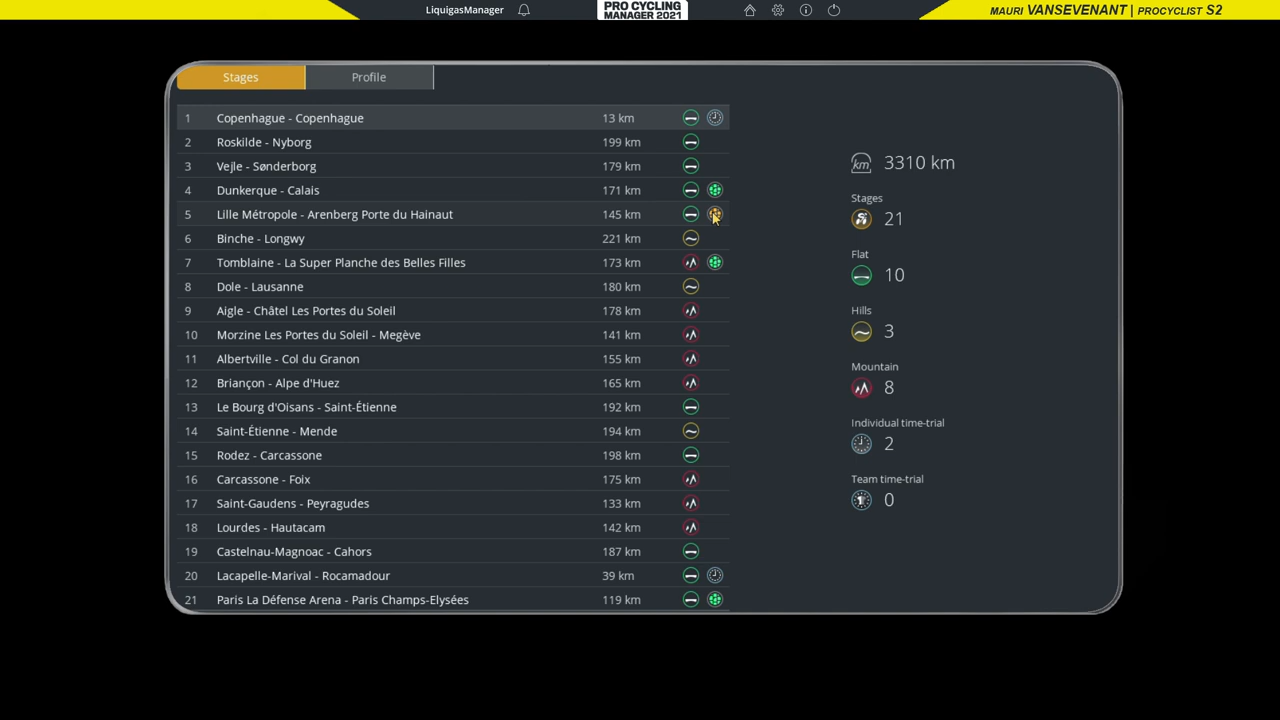 LiquigasManager
PRO CYCLING
MANAGER 2021
MAURI VANSEVENANT | PROCYCLIST S2
Stages
Profile
1 Copenhague - Copenhague 13 km
2 Roskilde - Nyborg 199 km
3 Vejle - Sønderborg 179 km
4 Dunkerque - Calais 171 km
5 Lille Métropole - Arenberg Porte du Hainaut 145 km
6 Binche - Longwy 221 km
7 Tomblaine - La Super Planche des Belles Filles 173 km
8 Dole - Lausanne 180 km
9 Aigle - Châtel Les Portes du Soleil 178 km
10 Morzine Les Portes du Soleil - Megève 141 km
11 Albertville - Col du Granon 155 km
12 Briançon - Alpe d'Huez 165 km
13 Le Bourg d'Oisans - Saint-Étienne 192 km
14 Saint-Étienne - Mende 194 km
15 Rodez - Carcassone 198 km
16 Carcassone - Foix 175 km
17 Saint-Gaudens - Peyragudes 133 km
18 Lourdes - Hautacam 142 km
19 Castelnau-Magnoac - Cahors 187 km
20 Lacapelle-Marival - Rocamadour 39 km
21 Paris La Défense Arena - Paris Champs-Elysées 119 km
km 3310 km
Stages
21
Flat
10
Hills
3
Mountain
8
Individual time-trial
2
Team time-trial
0